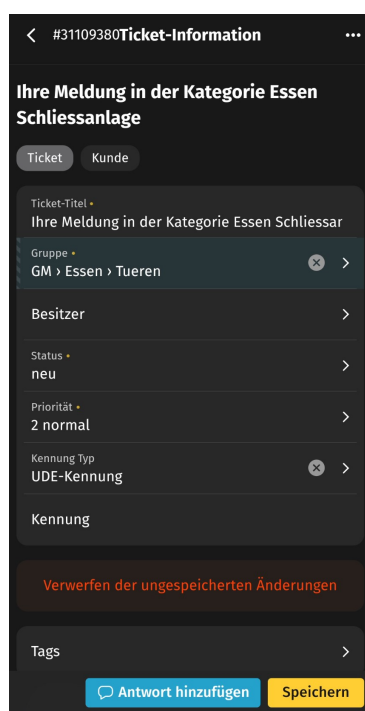 #31109380Ticket-Information
Ihre Meldung in der Kategorie Essen
Schliessanlage
Ticket Kunde
Ticket-Titel
Ihre Meldung in der Kategorie Essen Schliessar
Gruppe
GM › Essen › Tueren
Besitzer
Status
neu
Priorität
2 normal
Kennung Typ
UDE-Kennung
Kennung
Verwerfen der ungespeicherten Änderungen
Tags
Antwort hinzufügen Speichern